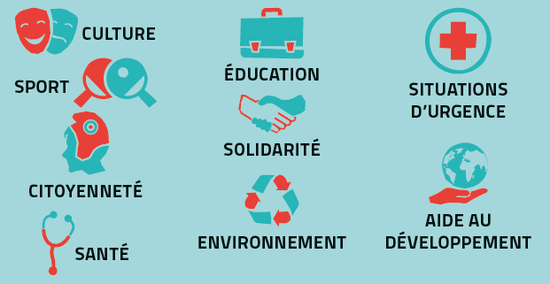 CULTURE
SPORT
CITOYENNETÉ
SANTÉ
ÉDUCATION
SOLIDARITÉ
ENVIRONNEMENT
SITUATIONS
D'URGENCE
AIDE AU
DÉVELOPPEMENT